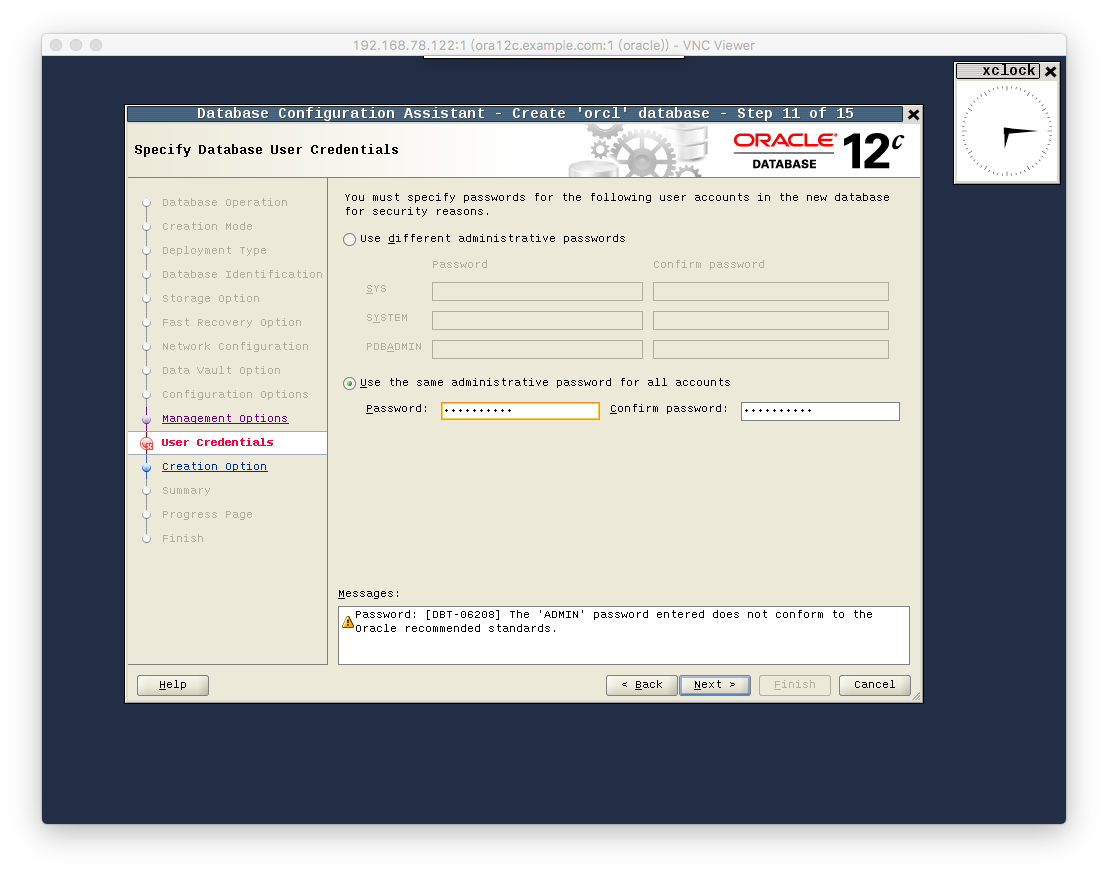 192.168.78.122:1 (ora12c.example.com:1 (oracle)) - VNC Viewer
xclock
Database Configuration Assistant - Create 'orcl' database - Step 11 of 15
Specify Database User Credentials
ORACLE®
DATABASE
12c
Database Operation
Creation Mode
Deployment Type
Database Identification
Storage Option
Fast Recovery Option
Network Configuration
Data Vault Option
Configuration Options
Management Options
User Credentials
Creation Option
Summary
Progress Page
Finish
You must specify passwords for the following user accounts in the new database
for security reasons.
Use different administrative passwords
Password Confirm password
SYS
SYSTEM
PDBADMIN
Use the same administrative password for all accounts
Password: •••••••••• Confirm password: ••••••••••
Messages:
Password: [DBT-06208] The 'ADMIN' password entered does not conform to the
Oracle recommended standards.
Help < Back Next > Finish Cancel